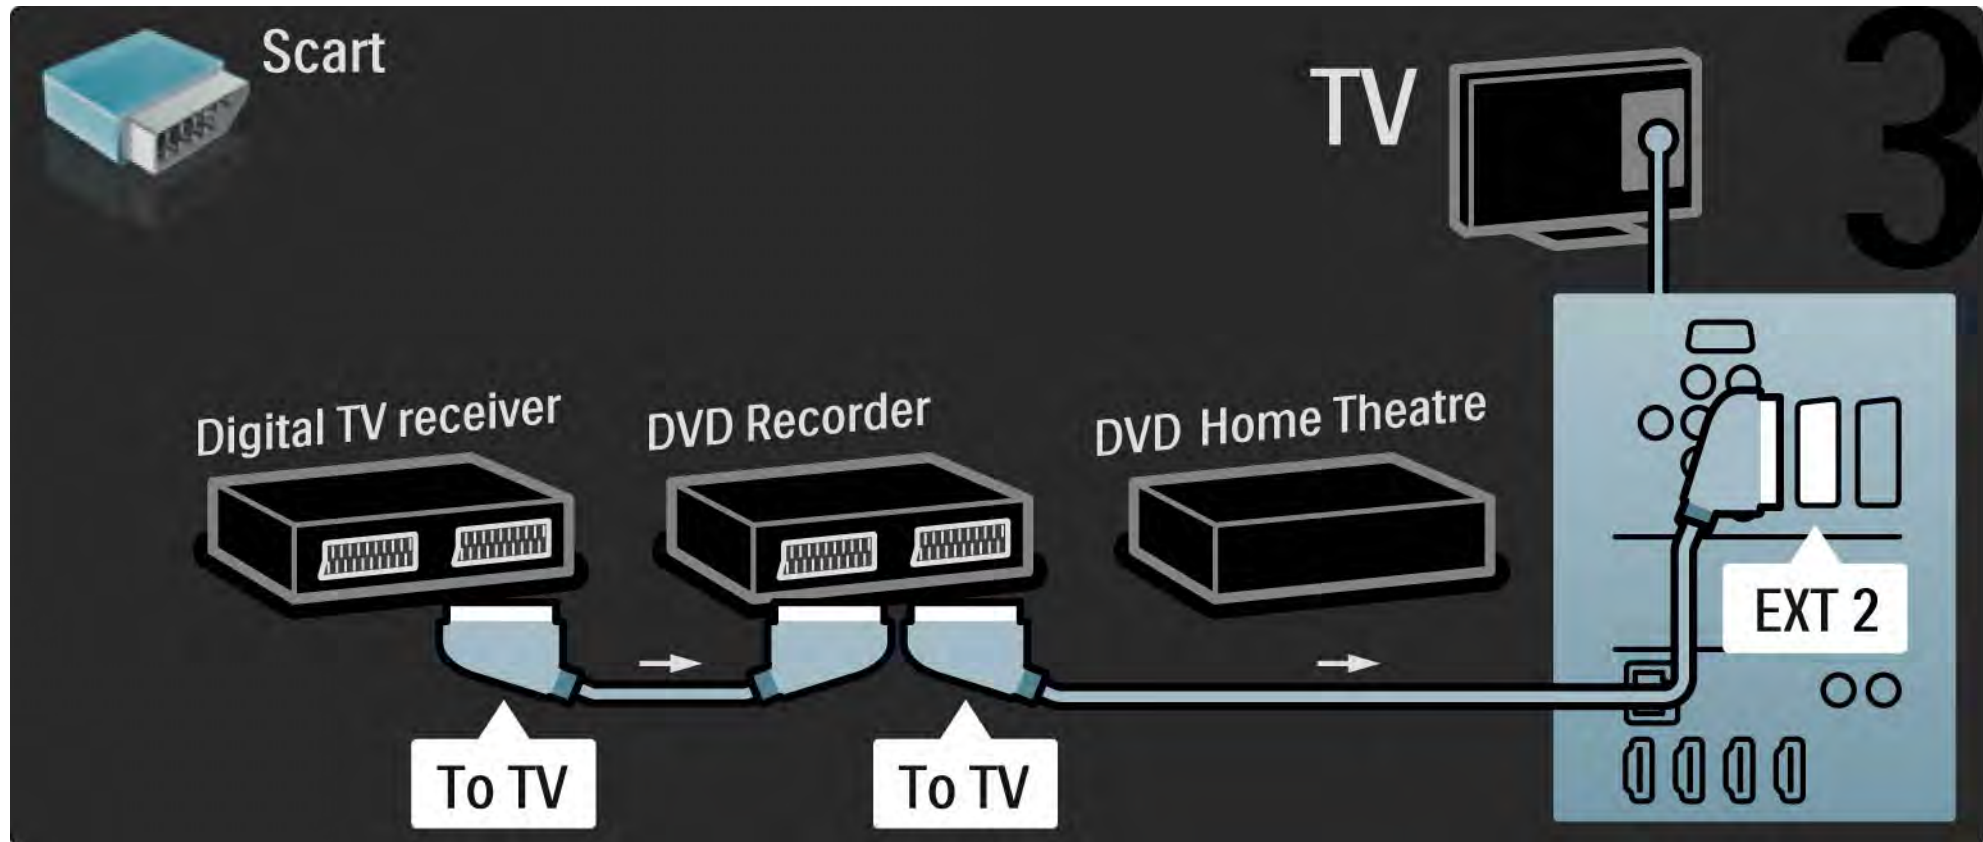 Scart
TV
3
Digital TV receiver
DVD Recorder
DVD Home Theatre
EXT 2
To TV
To TV